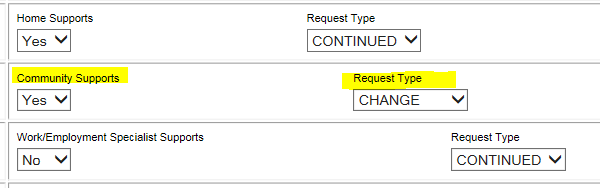 Home Supports Request Type
Yes CONTINUED
Community Supports Request Type
Yes CHANGE
Work/Employment Specialist Supports Request Type
No CONTINUED